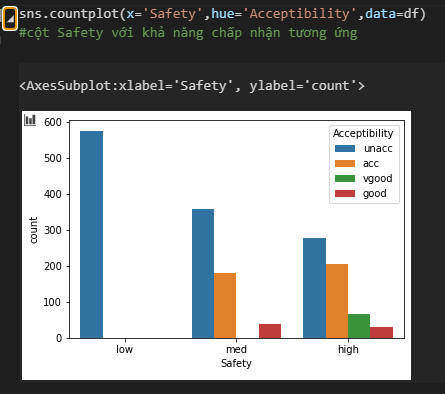 sns.countplot(x='Safety',hue='Acceptibility',data=df)
#cột Safety với khả năng chấp nhận tương ứng
<AxesSubplot:xlabel='Safety', ylabel='count'>
600
500
400
300
200
100
0
count
Acceptibility
unacc
acc
vgood
good
low med high
Safety